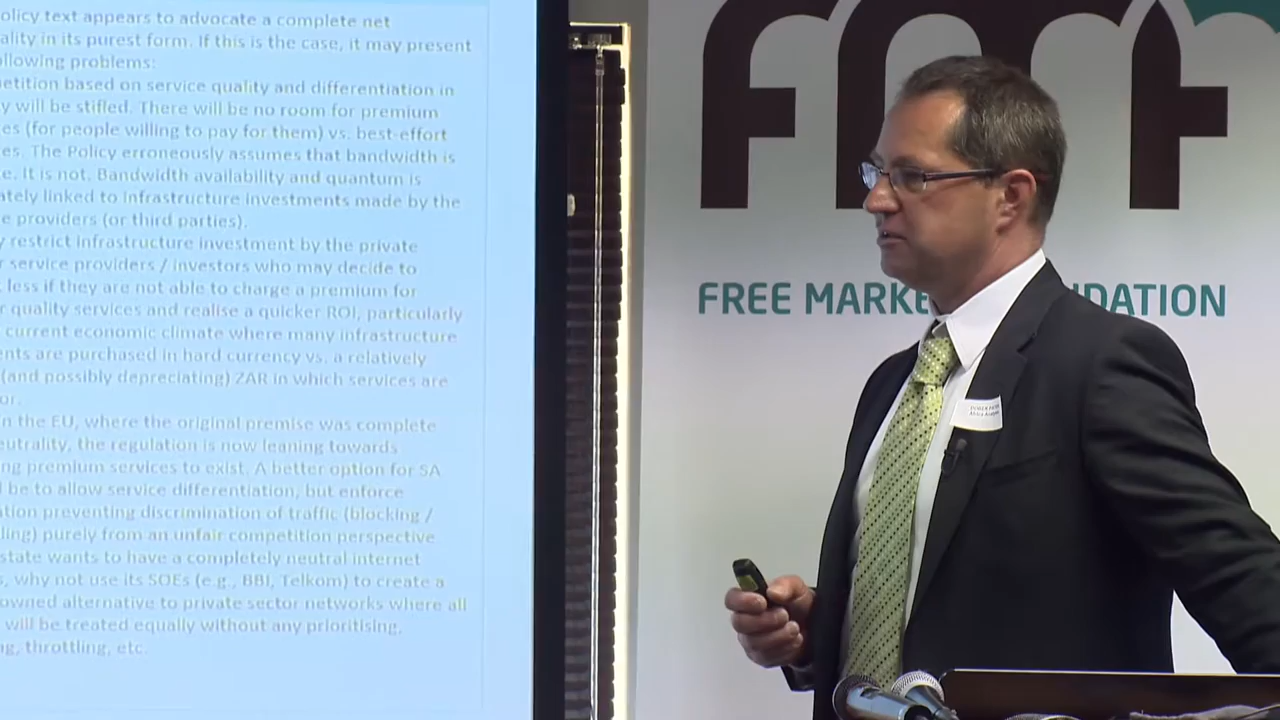 olicy text appears to advocate a complete net
ality in its purest form. If this is the case, it may present
ollowing problems:
etition based on service quality and differentiation in
y will be stifled. There will be no room for premium
es (for people willing to pay for them) vs. best-effort
es. The Policy erroneously assumes that bandwidth is
e. It is not. Bandwidth availability and quantum is
ately linked to infrastructure investments made by the
e providers (or third parties).
y restrict infrastructure investment by the private
r service providers / investors who may decide to
t less if they are not able to charge a premium for
r quality services and realise a quicker ROI, particularly
current economic climate where many infrastructure
ents are purchased in hard currency vs. a relatively
(and possibly depreciating) ZAR in which services are
or.
n the EU, where the original premise was complete
eutrality, the regulation is now leaning towards
ng premium services to exist. A better option for SA
d be to allow service differentiation, but enforce
ation preventing discrimination of traffic (blocking /
ling) purely from an unfair competition perspective
state wants to have a completely neutral internet
s, why not use its SOEs (e.g., BBI, Telkom) to create a
owned alternative to private sector networks where all
will be treated equally without any prioritising,
ng, throttling, etc.
fmf
FREE MARKE DATION